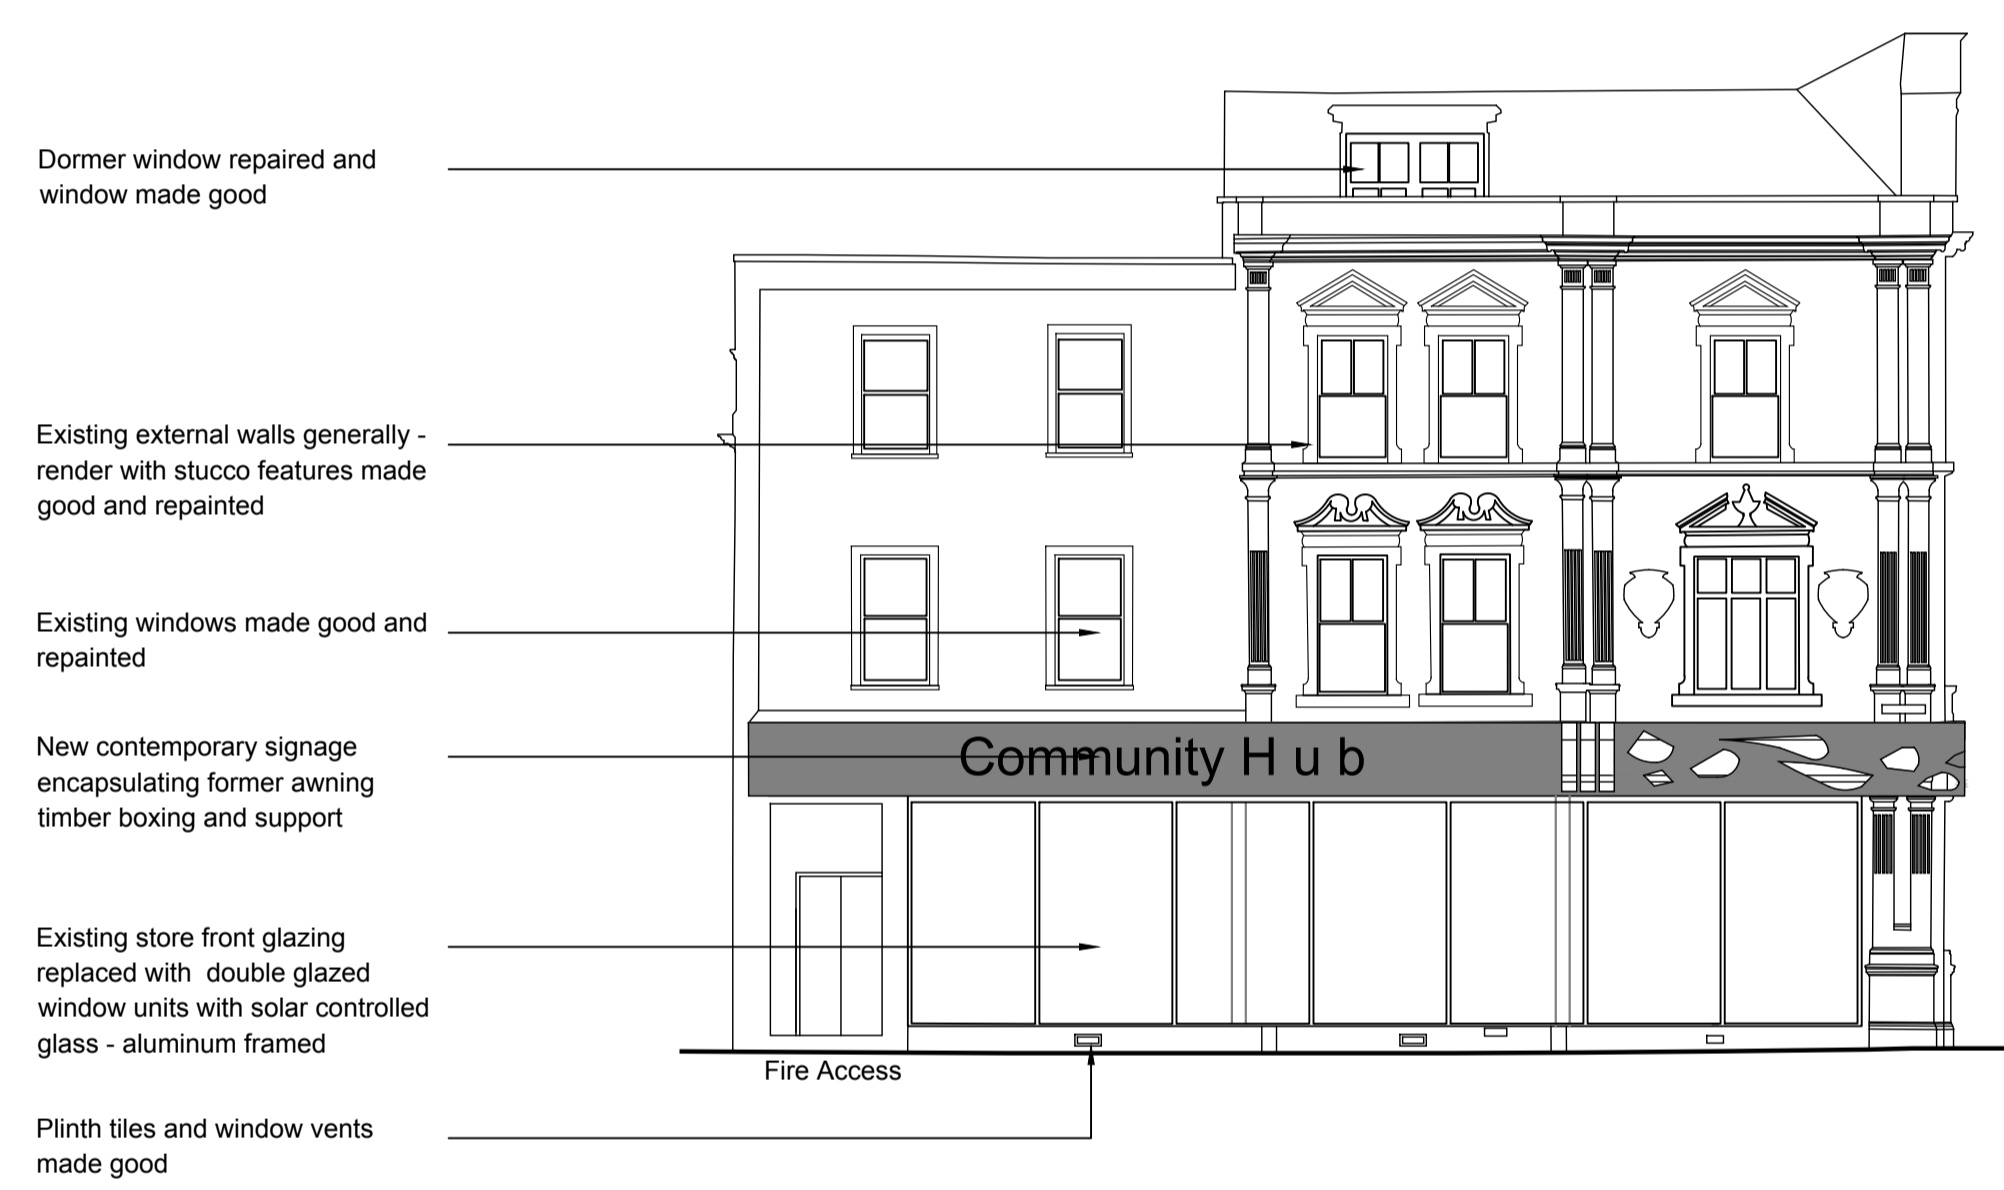 Dormer window repaired and
window made good
Existing external walls generally -
render with stucco features made
good and repainted
Existing windows made good and
repainted
New contemporary signage
encapsulating former awning
timber boxing and support
Community H u b
Existing store front glazing
replaced with  double glazed
window units with solar controlled
glass - aluminum framed
Fire Access
Plinth tiles and window vents
made good